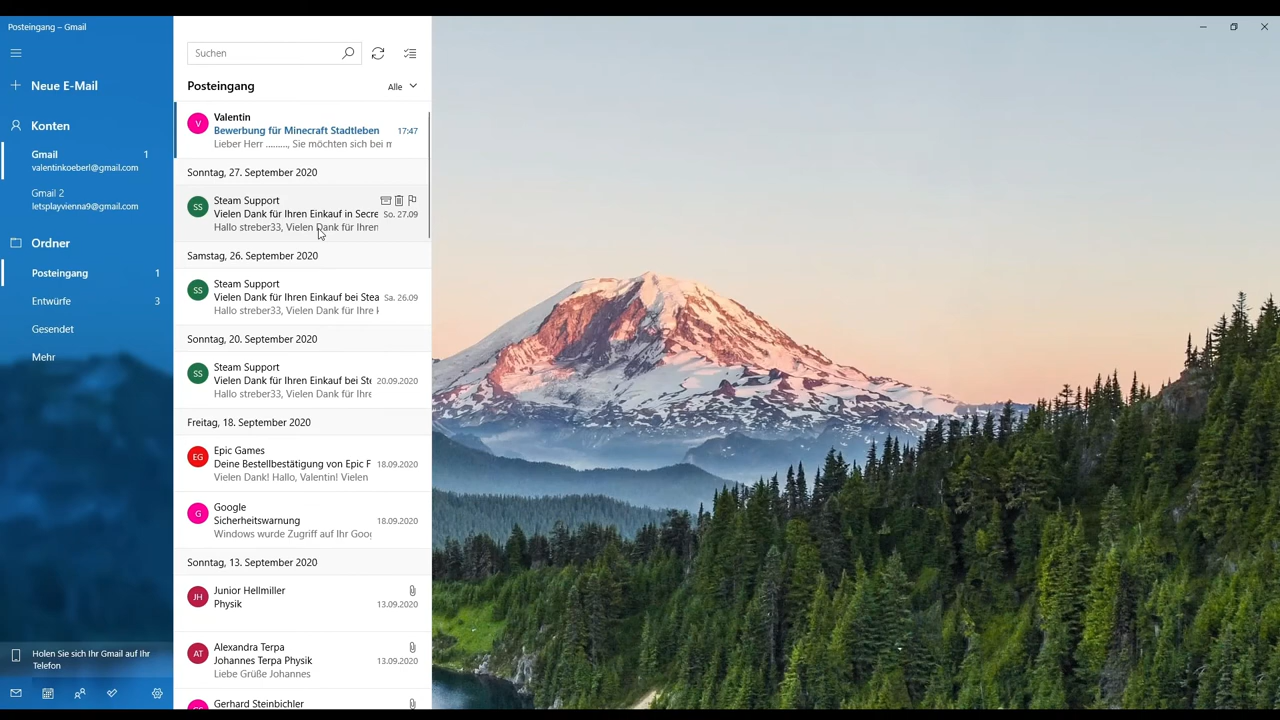 Posteingang – Gmail
Suchen
Neue E-Mail
Posteingang
Alle
Konten
Gmail 1
valentinkoeberl@gmail.com
Gmail 2
letsplayvienna9@gmail.com
Ordner
Posteingang 1
Entwürfe 3
Gesendet
Mehr
Holen Sie sich Ihr Gmail auf Ihr
Telefon
V
Valentin
Bewerbung für Minecraft Stadtleben 17:47
Lieber Herr ........., Sie möchten sich bei m
Sonntag, 27. September 2020
SS
Steam Support
Vielen Dank für Ihren Einkauf in Secre So. 27.09
Hallo streber33, Vielen Dank für Ihren
Samstag, 26. September 2020
SS
Steam Support
Vielen Dank für Ihren Einkauf bei Stea Sa. 26.09
Hallo streber33, Vielen Dank für Ihre
Sonntag, 20. September 2020
SS
Steam Support
Vielen Dank für Ihren Einkauf bei Ste 20.09.2020
Hallo streber33, Vielen Dank für Ihre
Freitag, 18. September 2020
EG
Epic Games
Deine Bestellbestätigung von Epic F 18.09.2020
Vielen Dank! Hallo, Valentin! Vielen
G
Google
Sicherheitswarnung 18.09.2020
Windows wurde Zugriff auf Ihr Goog
Sonntag, 13. September 2020
JH
Junior Hellmiller
Physik 13.09.2020
AT
Alexandra Terpa
Johannes Terpa Physik 13.09.2020
Liebe Grüße Johannes
Gerhard Steinbichler